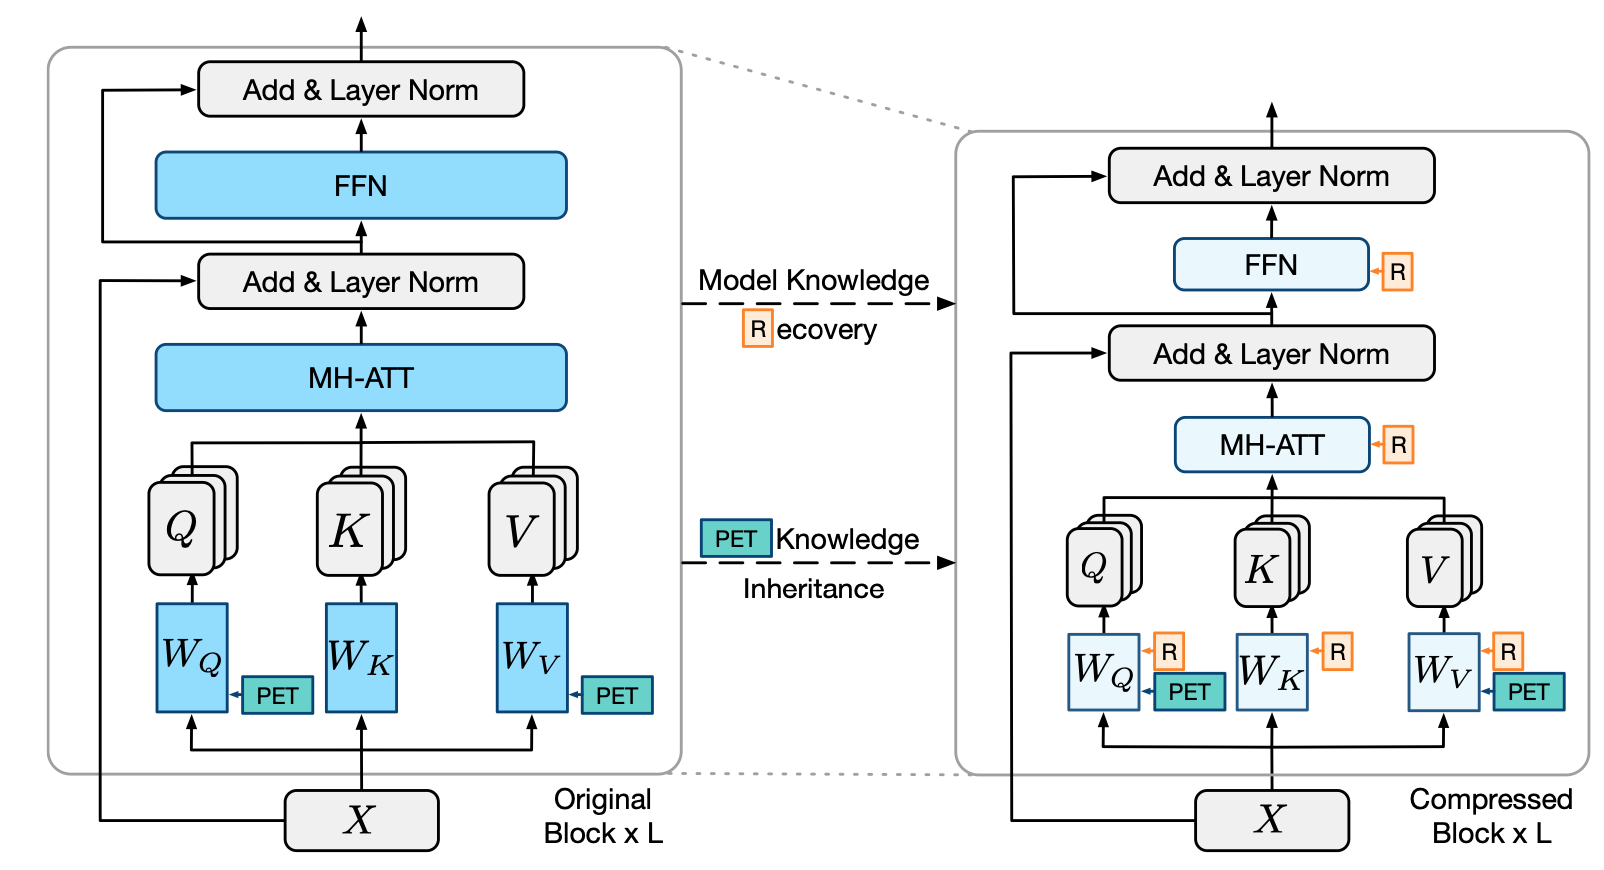 Add & Layer Norm
FFN
Add & Layer Norm
MH-ATT
Q
K
V
W_Q
W_K
W_V
PET
PET
X
Original
Block x L
Model Knowledge
R ecovery
PET Knowledge
Inheritance
Add & Layer Norm
FFN
R
Add & Layer Norm
MH-ATT
R
Q
K
V
W_Q
R
PET
W_K
R
W_V
R
PET
X
Compressed
Block x L